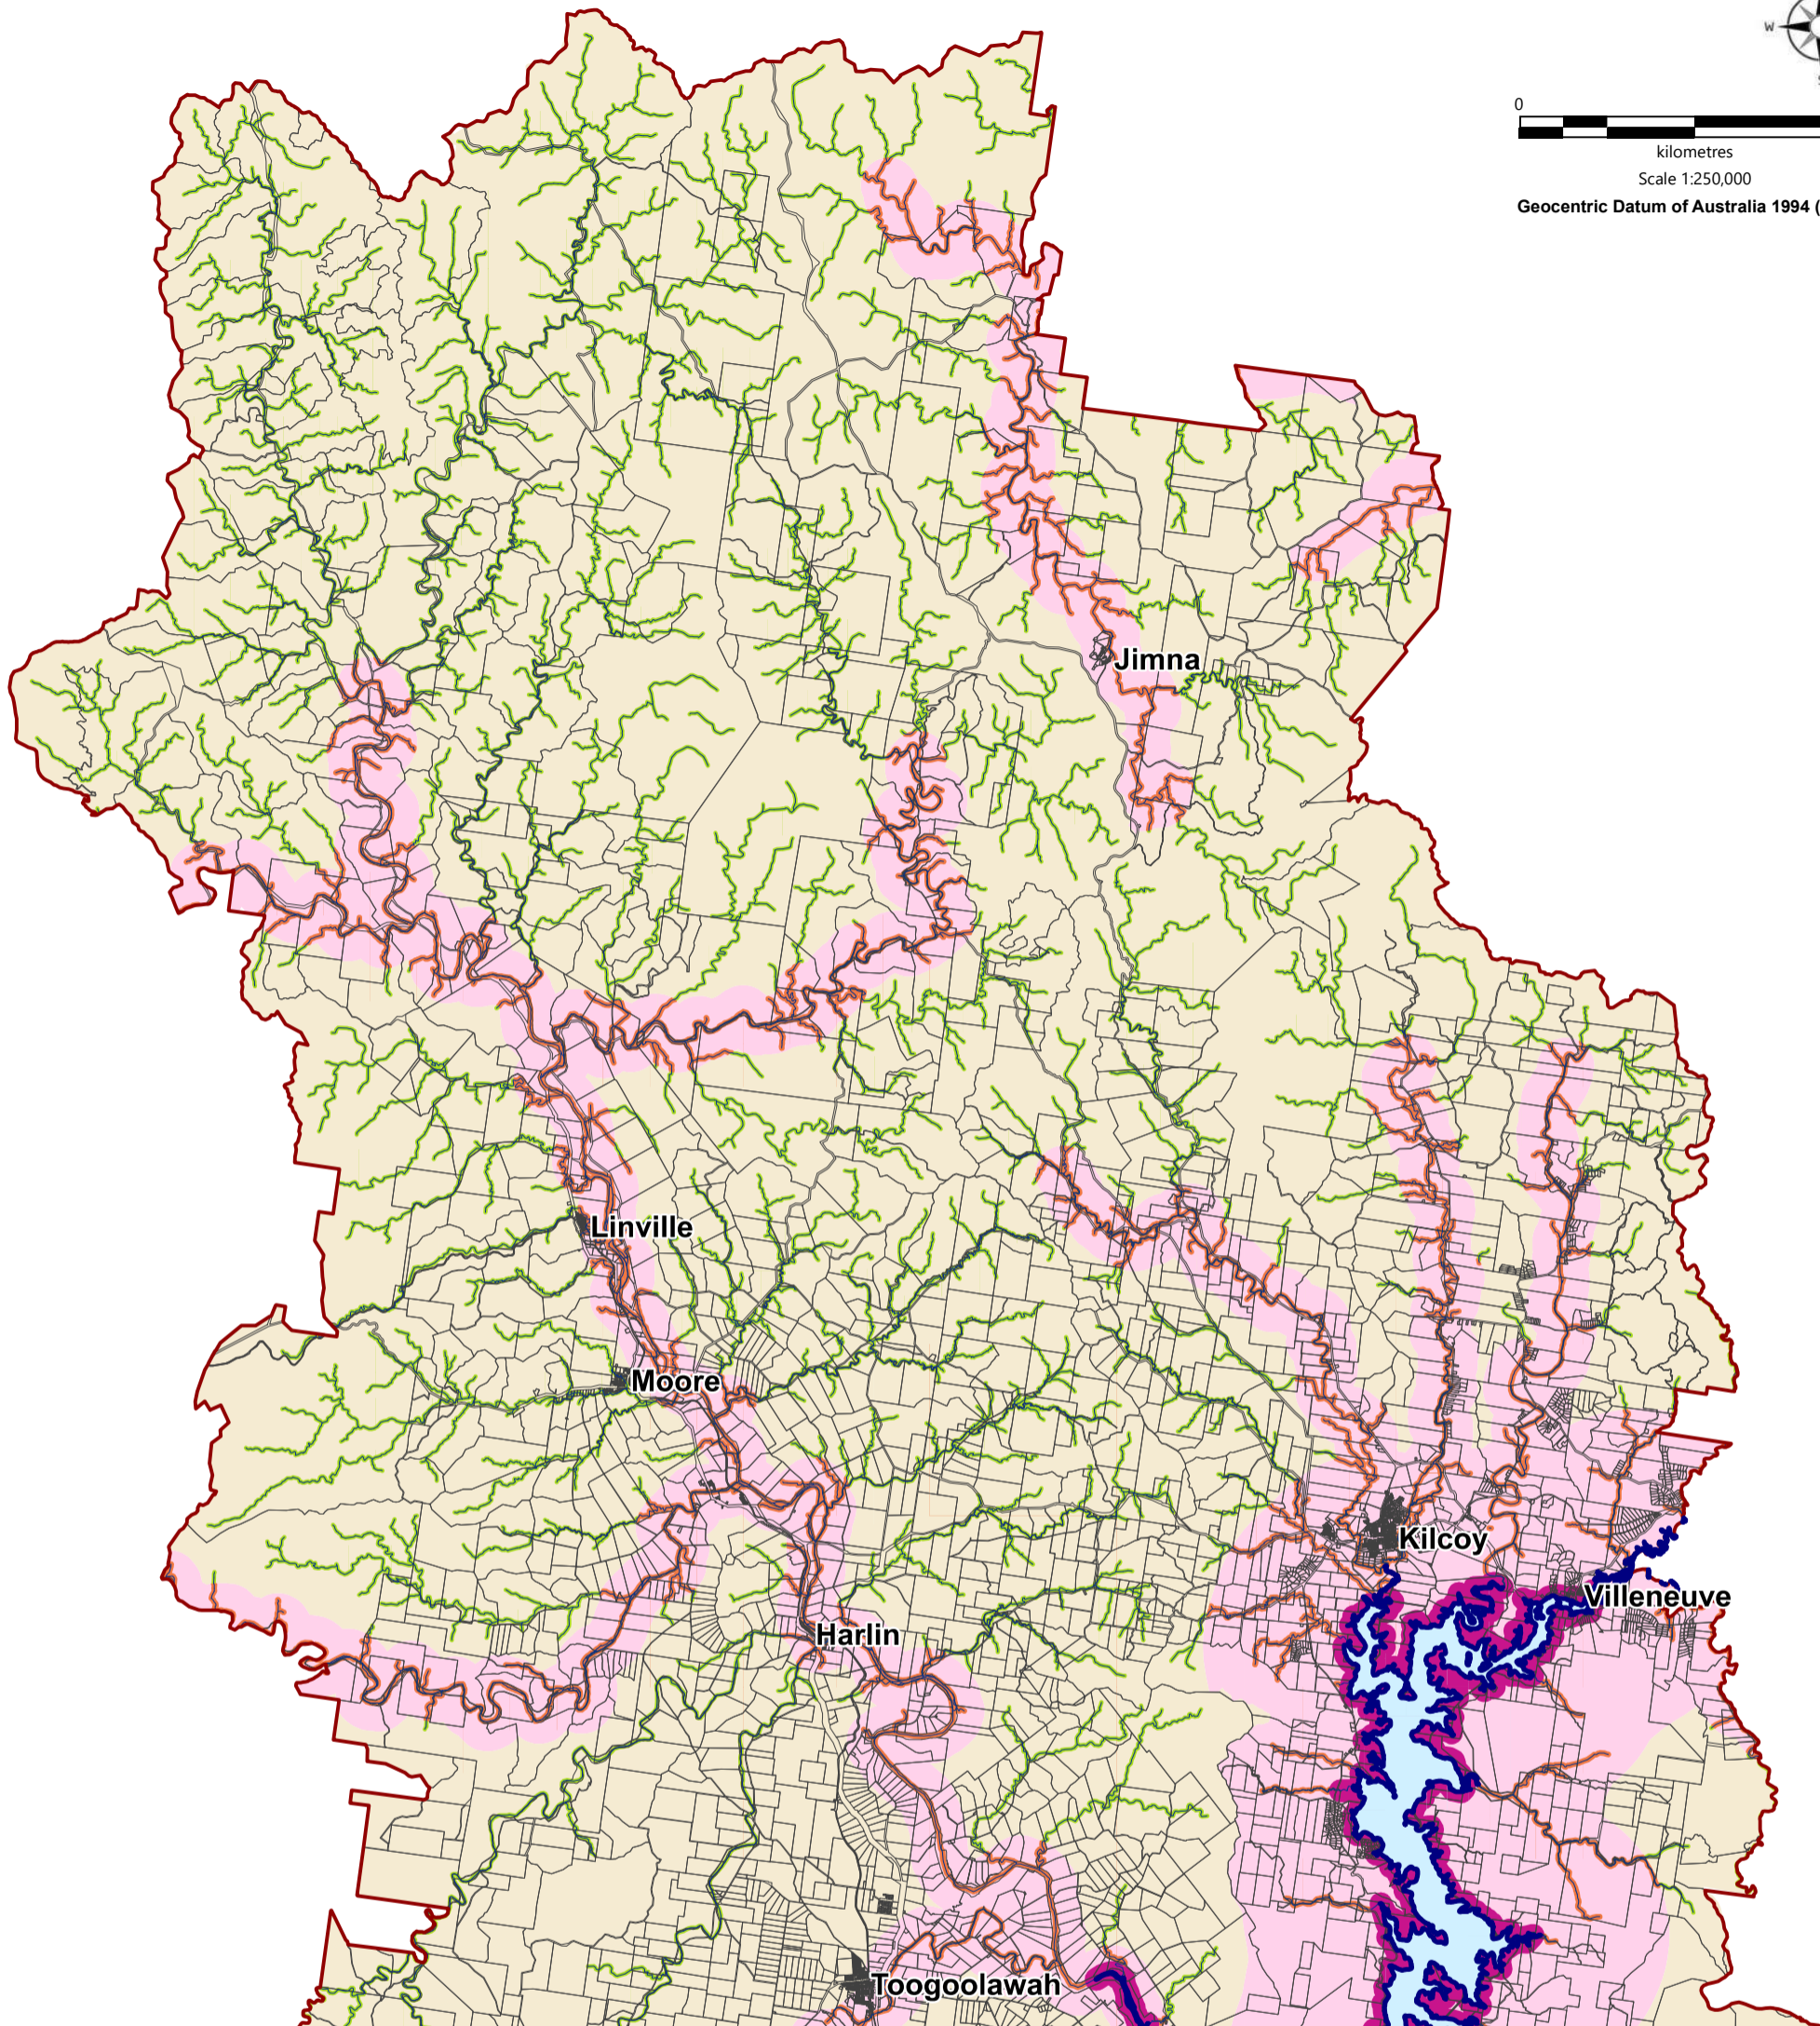 W
0
kilometres
Scale 1:250,000
Geocentric Datum of Australia 1994 (
Jimna
Linville
Moore
Kilcoy
Villeneuve
Harlin
Toogoolawah